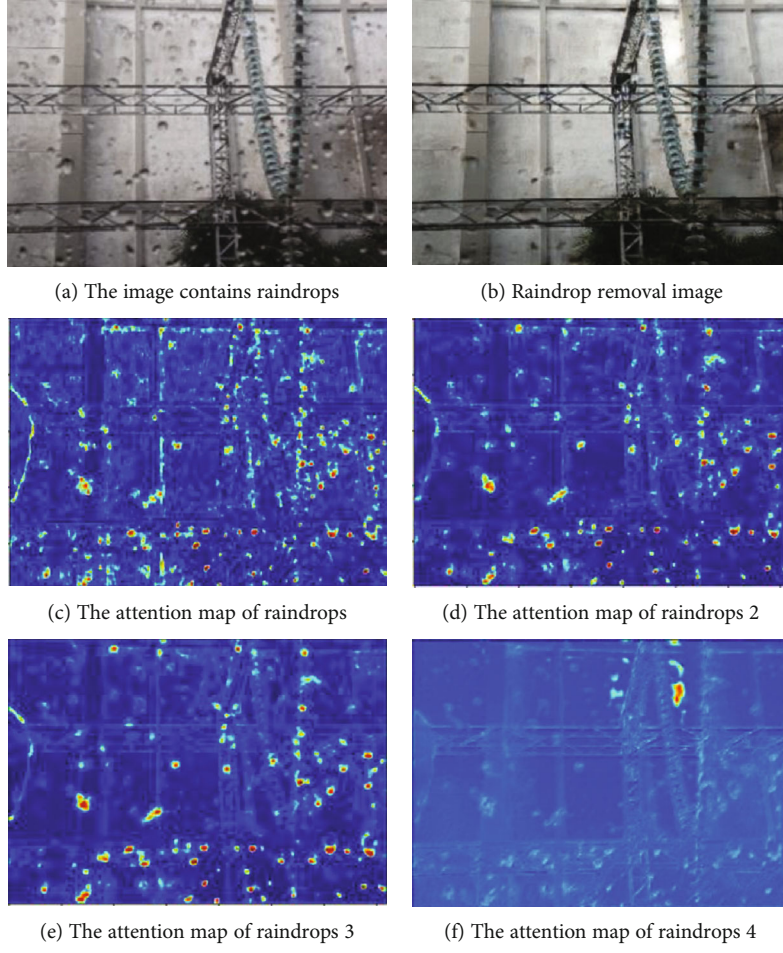 (a) The image contains raindrops
(b) Raindrop removal image
(c) The attention map of raindrops
(d) The attention map of raindrops 2
(e) The attention map of raindrops 3
(f) The attention map of raindrops 4